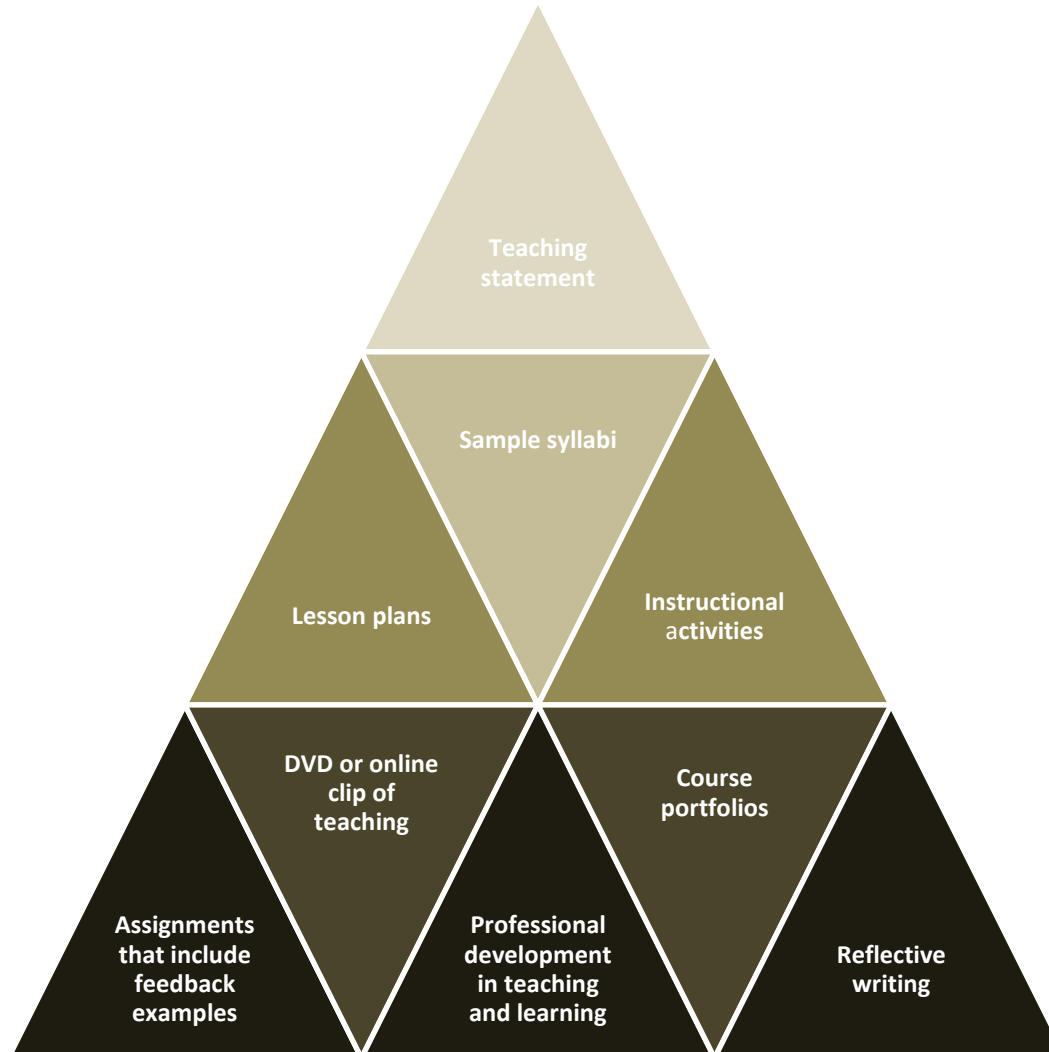 Teaching
statement
Sample syllabi
Lesson plans
Instructional
activities
DVD or online
clip of
teaching
Course
portfolios
Assignments
that include
feedback
examples
Professional
development
in teaching
and learning
Reflective
writing